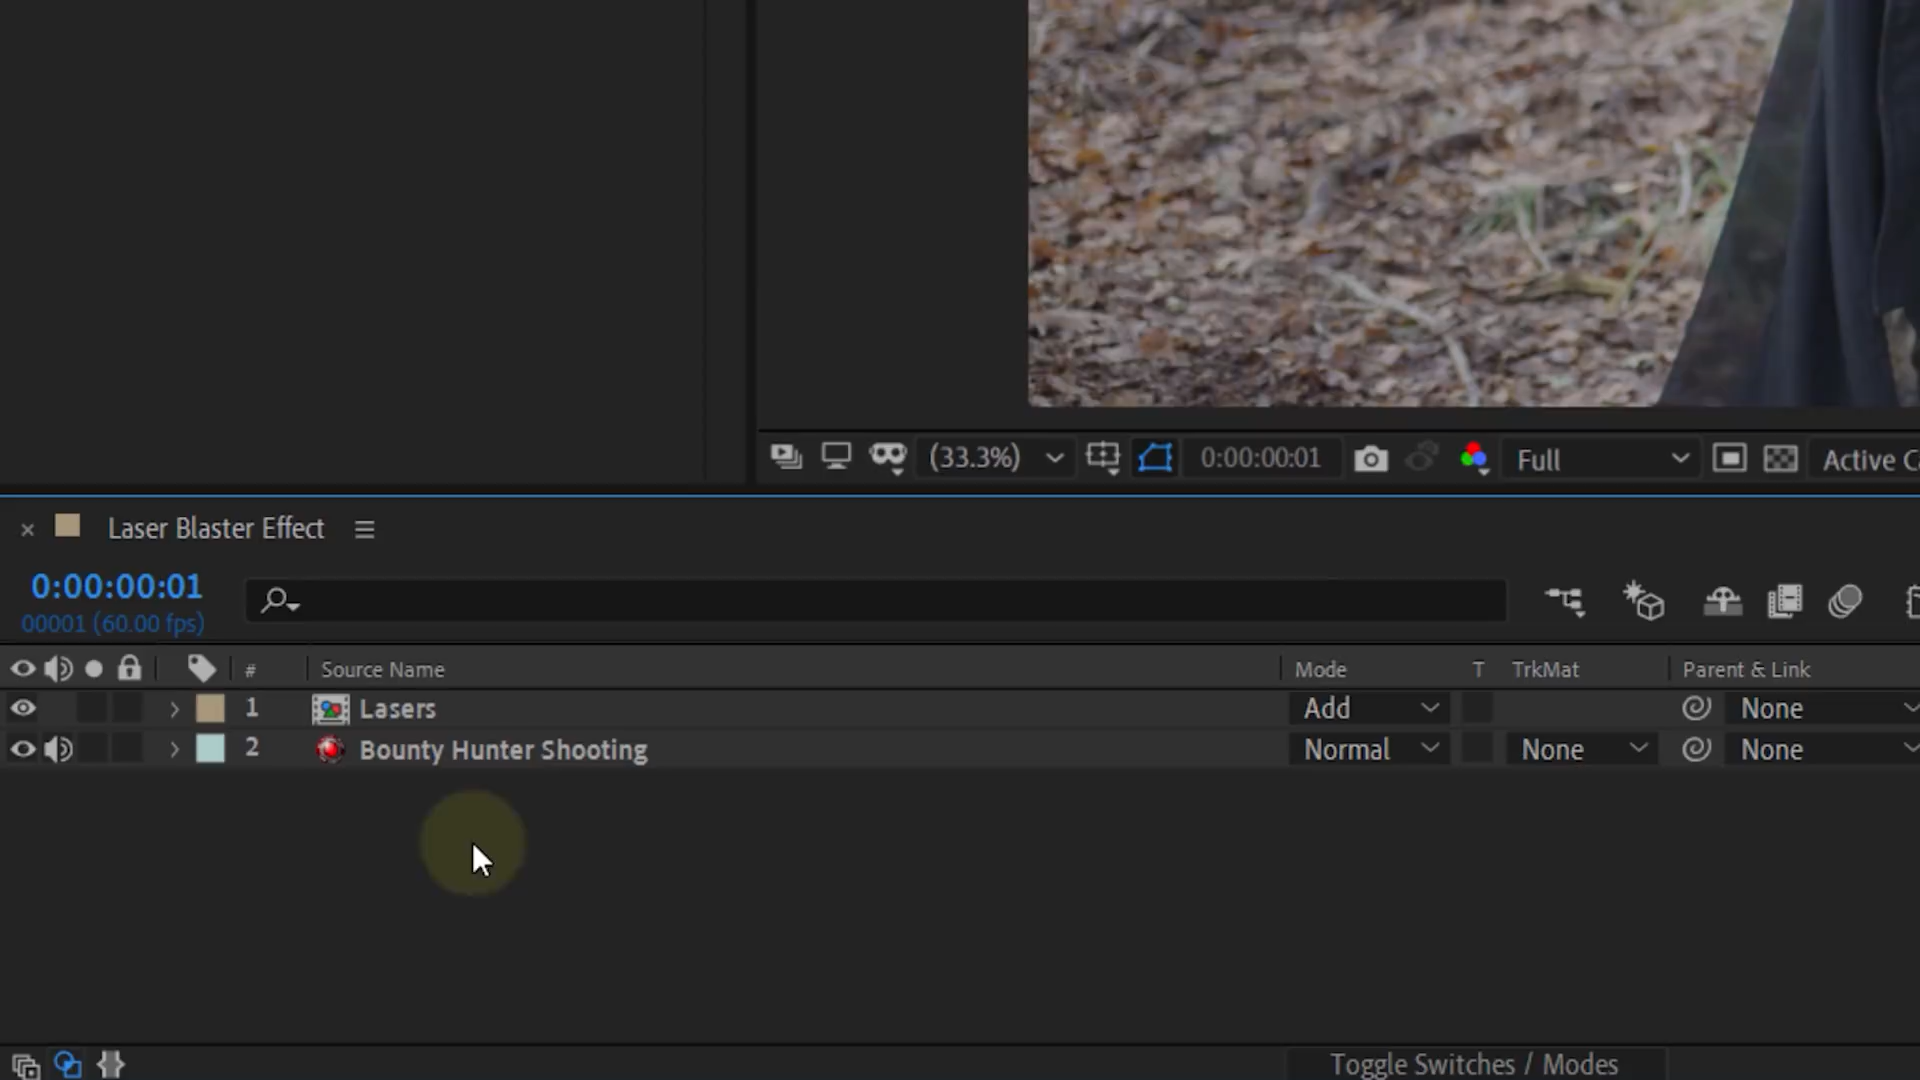 (33.3%) 0:00:00:01 Full Active C
Laser Blaster Effect
0:00:00:01
00001 (60.00 fps)
# Source Name Mode T TrkMat Parent & Link
1 Lasers Add None
2 Bounty Hunter Shooting Normal None None
Toggle Switches / Modes